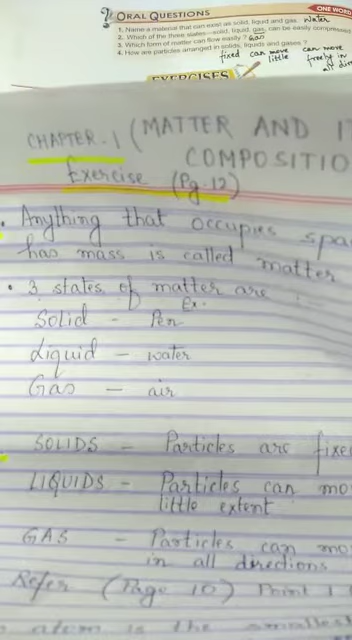 ORAL QUESTIONS
ONE WORD
1. Name a material that can exist as solid, liquid and gas. Water
2. Which of the three states—solid, liquid, gas, can be easily compressed
3. Which form of matter can flow easily ? Gas
4. How are particles arranged in solids, liquids and gases ?
fixed can move little
can move freely in all dir
EXERCISES
CHAPTER-1 (MATTER AND
COMPOSITIO
Exercise (Pg-12)
• Anything that occupies spa
has mass is called matter
• 3 states of matter are :-
Ex.
Solid - Pen
Liquid - water
Gas - air
SOLIDS - Particles are fixe
LIQUIDS - Particles can mo
little extent
GAS - Particles can mo
in all directions
Refer (Page 10) Point 1
atom is the smallest